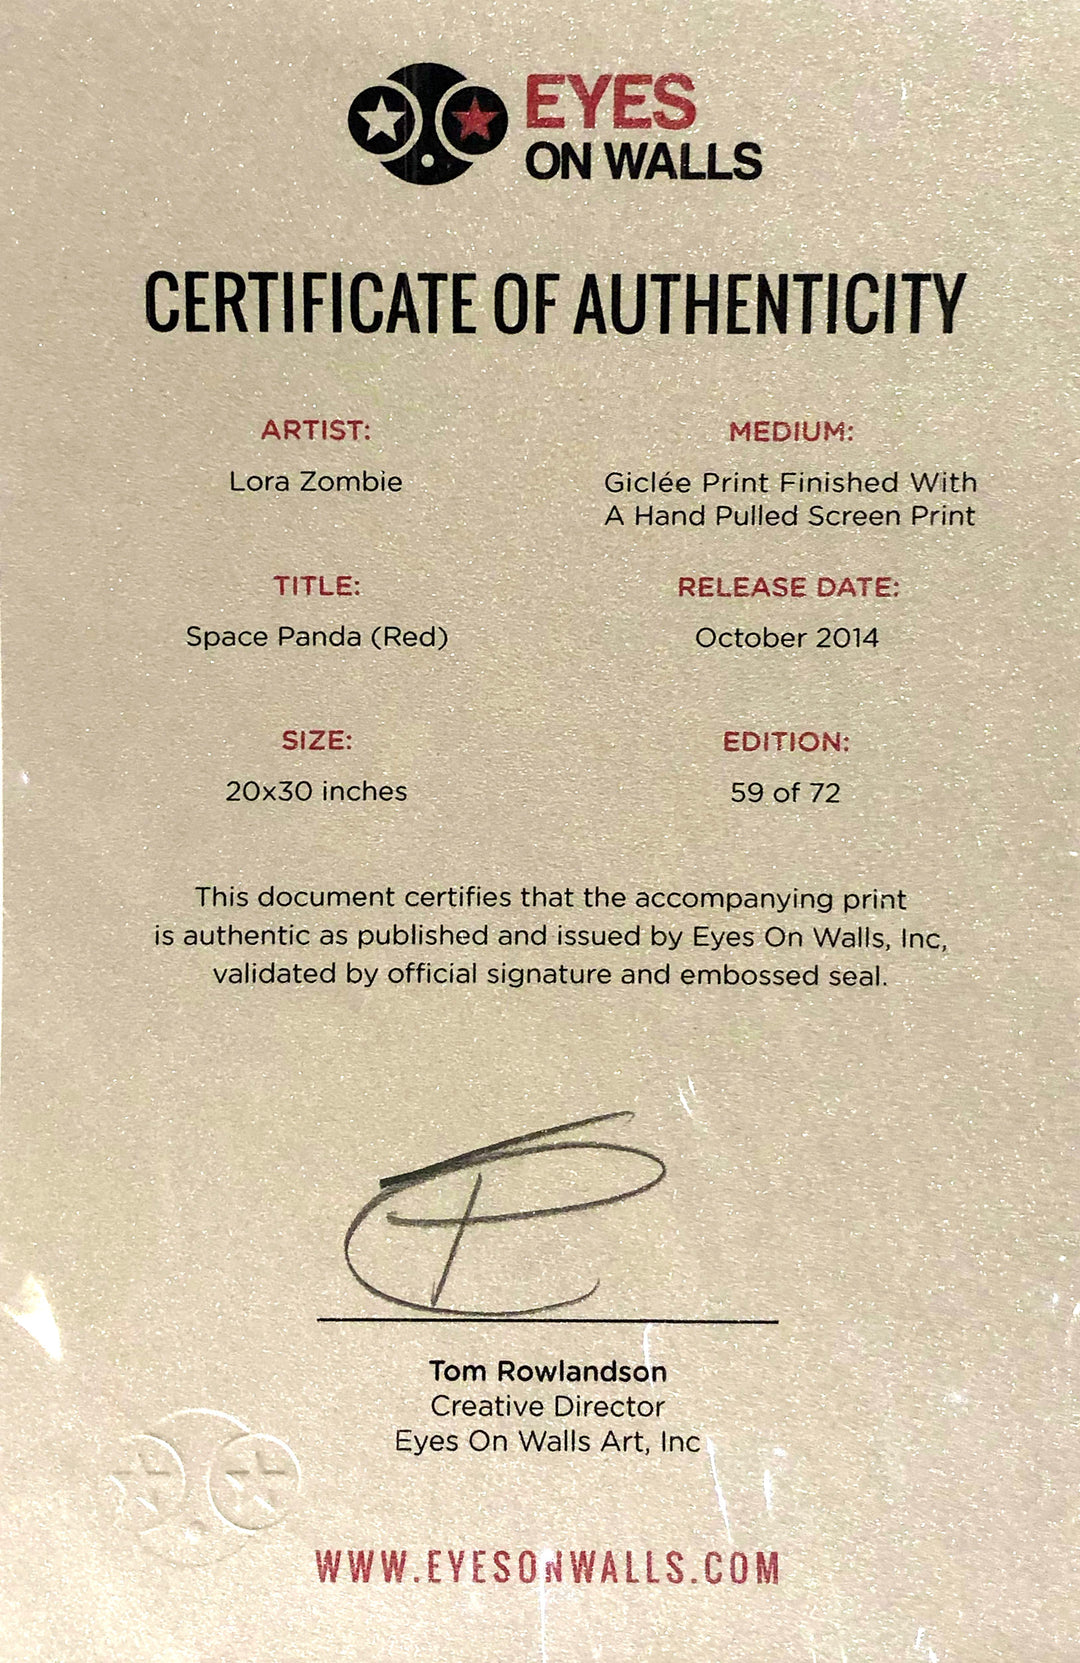 EYES
ON WALLS
CERTIFICATE OF AUTHENTICITY
ARTIST:
Lora Zombie
MEDIUM:
Giclée Print Finished With
A Hand Pulled Screen Print
TITLE:
Space Panda (Red)
RELEASE DATE:
October 2014
SIZE:
20x30 inches
EDITION:
59 of 72
This document certifies that the accompanying print
is authentic as published and issued by Eyes On Walls, Inc,
validated by official signature and embossed seal.
Tom Rowlandson
Creative Director
Eyes On Walls Art, Inc
WWW.EYESONWALLS.COM